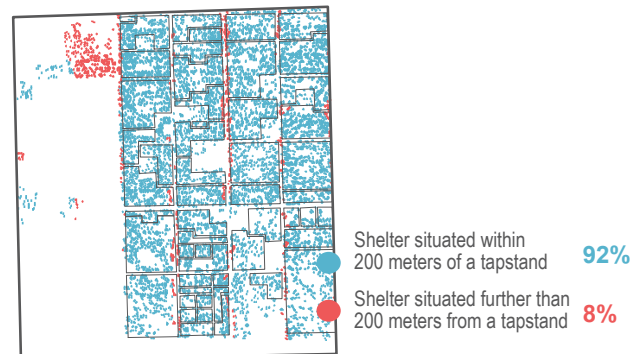 Shelter situated within
200 meters of a tapstand 92%
Shelter situated further than
200 meters from a tapstand 8%